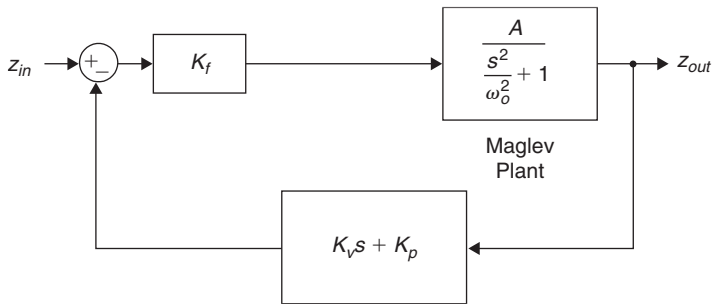 z_in
+
−
K_f
A
s²
ω_o² + 1
z_out
Maglev
Plant
K_v s + K_p